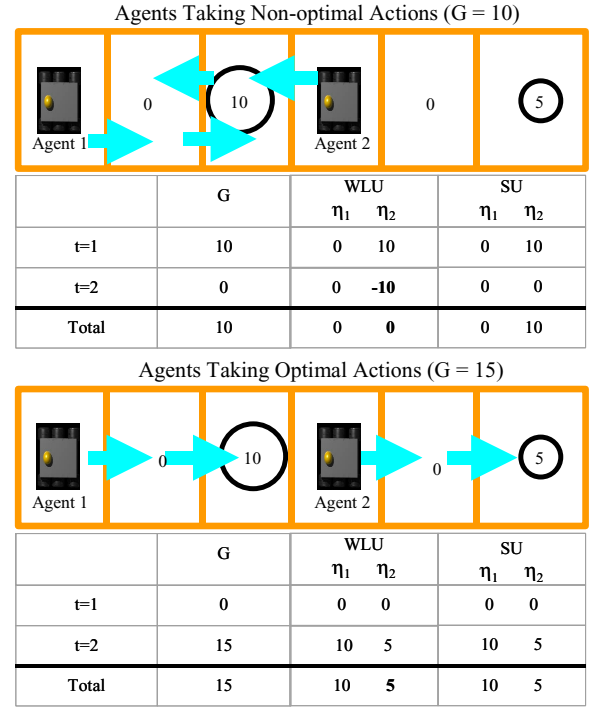 Agents Taking Non-optimal Actions (G = 10)
0 10 0 5
Agent 1 Agent 2
G WLU SU
η1 η2 η1 η2
t=1 10 0 10 0 10
t=2 0 0 -10 0 0
Total 10 0 0 0 10
Agents Taking Optimal Actions (G = 15)
0 10 0 5
Agent 1 Agent 2
G WLU SU
η1 η2 η1 η2
t=1 0 0 0 0 0
t=2 15 10 5 10 5
Total 15 10 5 10 5